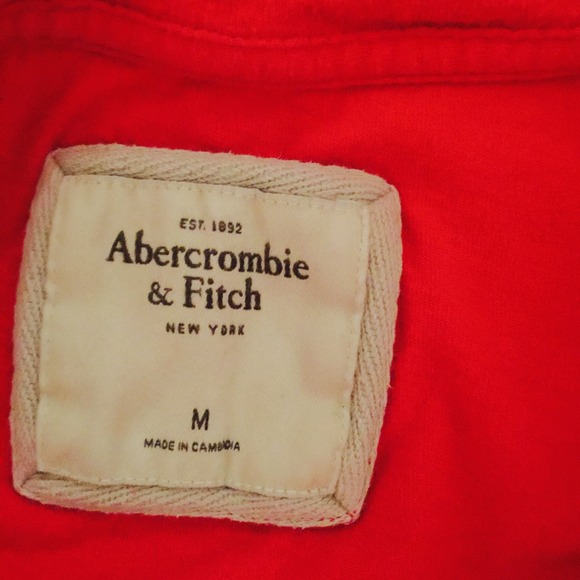 EST. 1892
Abercrombie
& Fitch
NEW YORK
M
MADE IN CAMBODIA